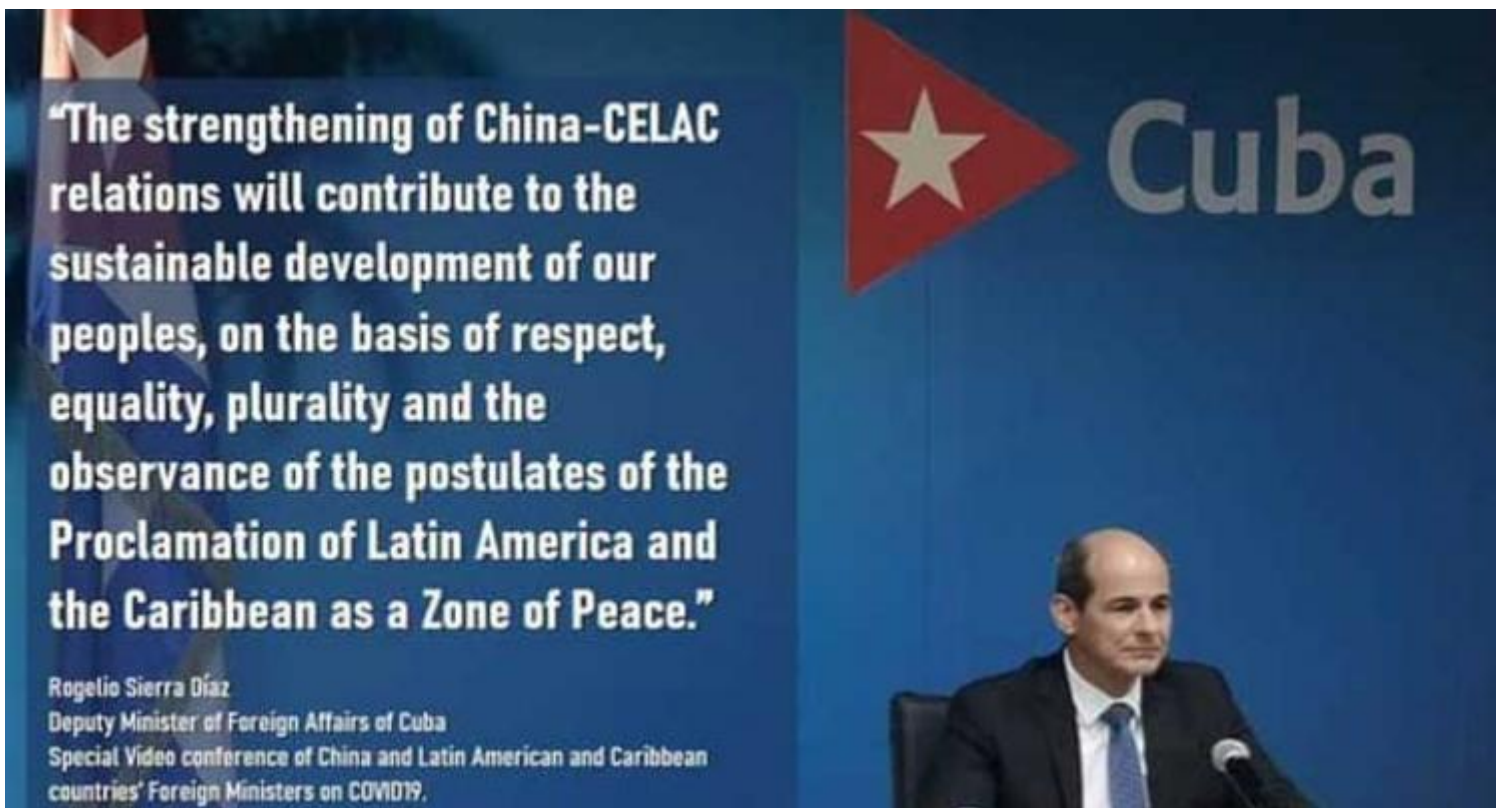 “The strengthening of China-CELAC
relations will contribute to the
sustainable development of our
peoples, on the basis of respect,
equality, plurality and the
observance of the postulates of the
Proclamation of Latin America and
the Caribbean as a Zone of Peace.”
Rogelio Sierra Díaz
Deputy Minister of Foreign Affairs of Cuba
Special Video conference of China and Latin American and Caribbean
countries' Foreign Ministers on COVID19.
Cuba